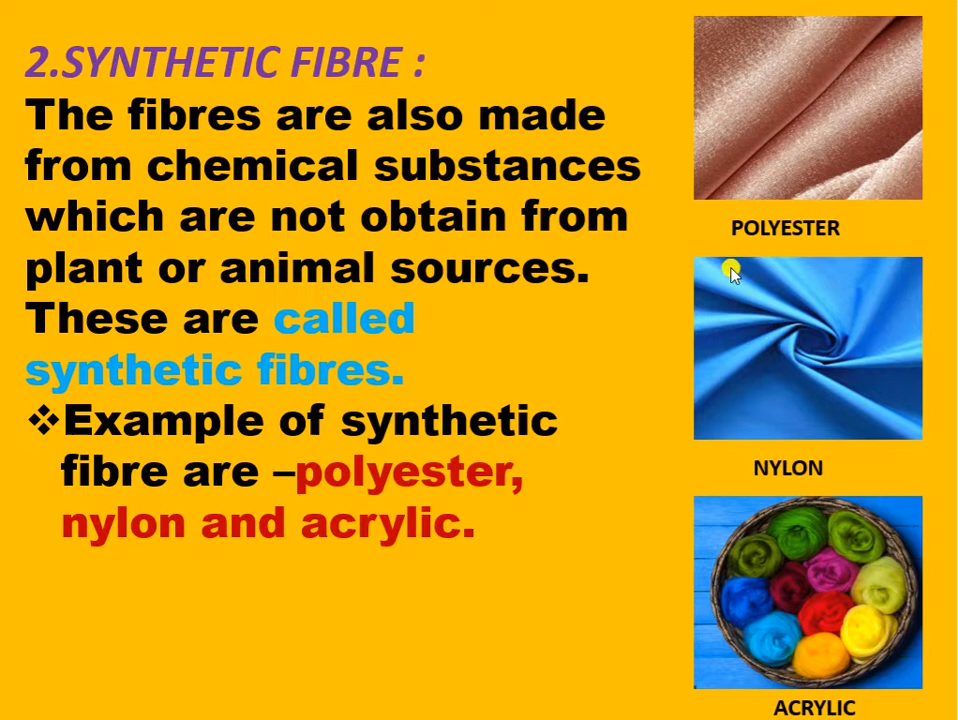 2.SYNTHETIC FIBRE :
The fibres are also made
from chemical substances
which are not obtain from
plant or animal sources.
These are called
synthetic fibres.
❖Example of synthetic
fibre are –polyester,
nylon and acrylic.
POLYESTER
NYLON
ACRYLIC